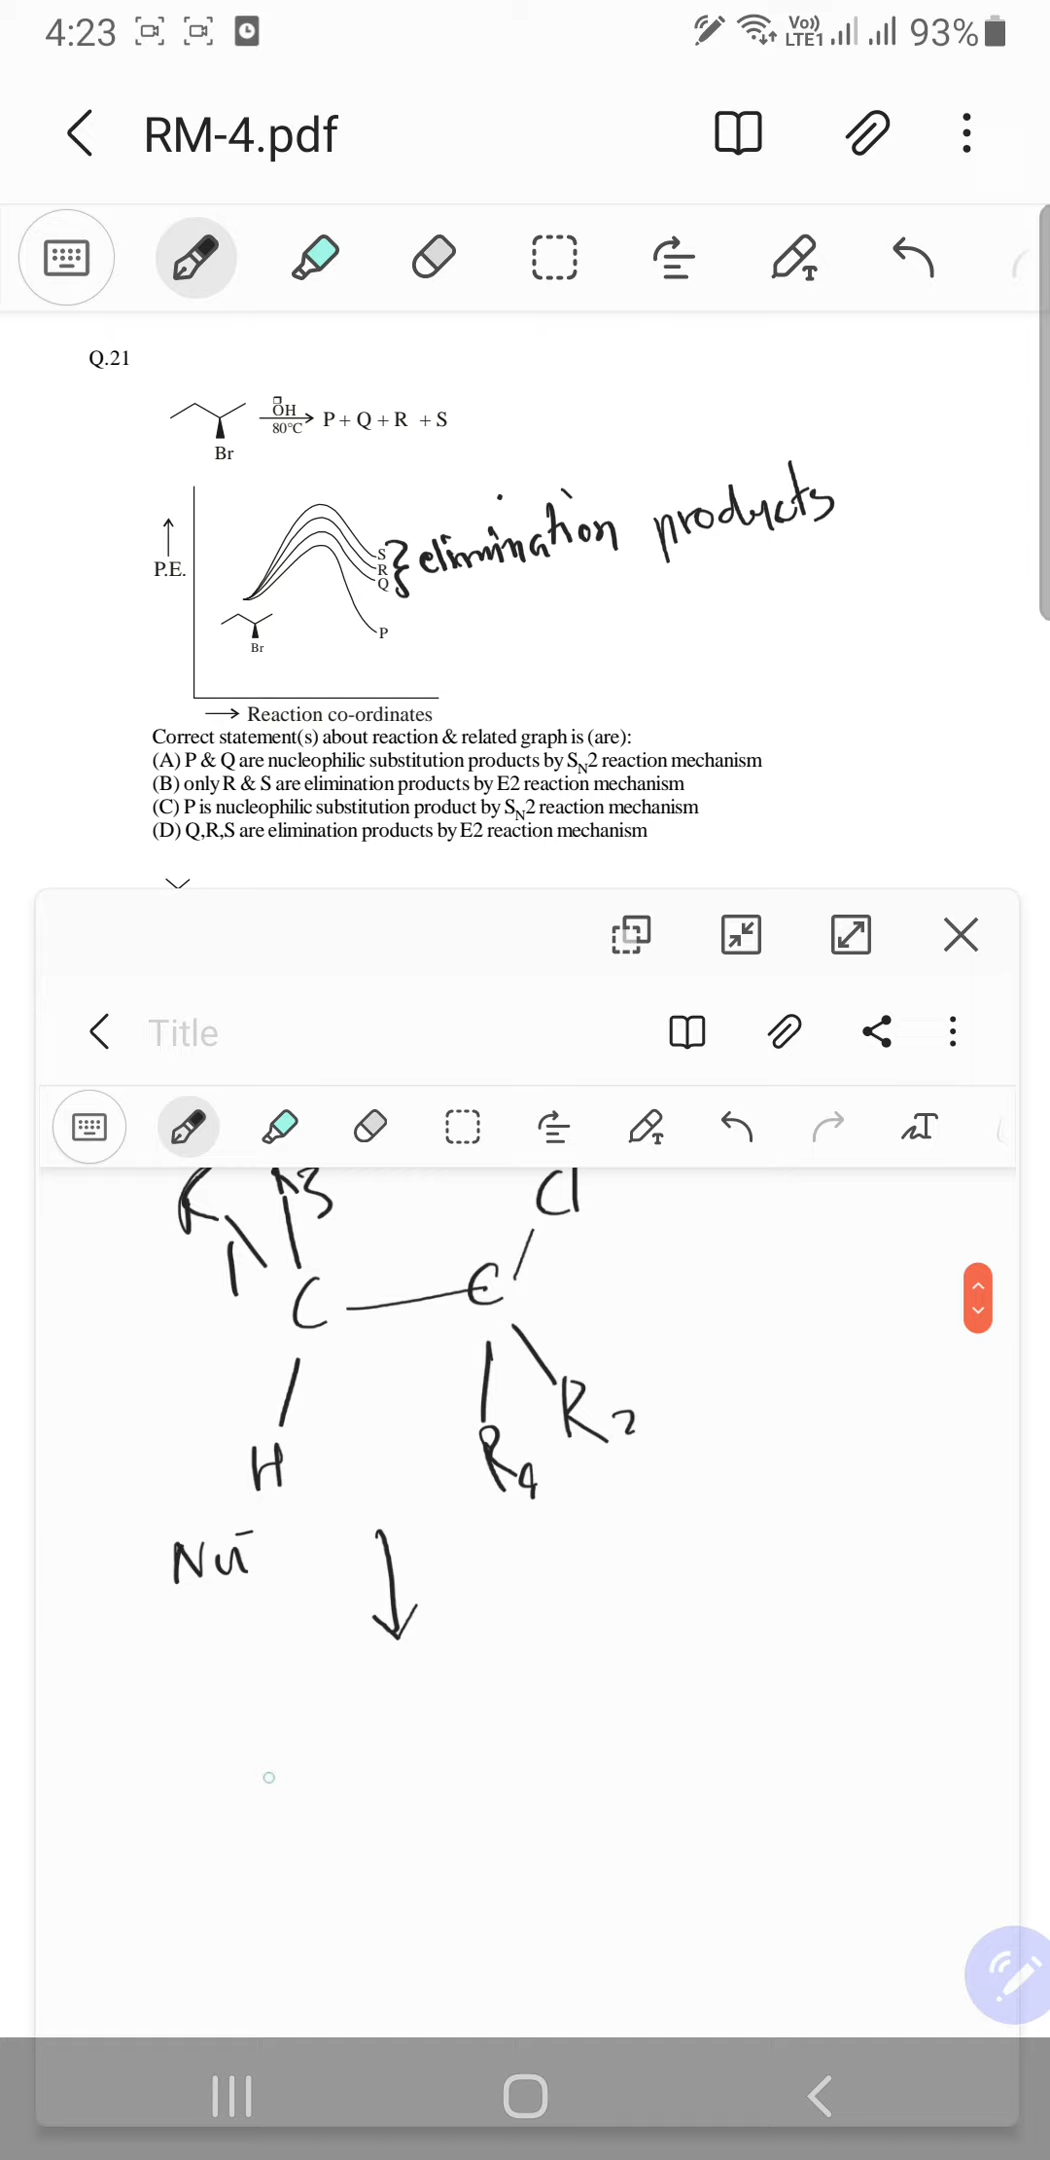 4:23 Vo)) LTE1 93%
RM-4.pdf
Q.21
OH
80°C
P + Q + R + S
Br
P.E.
S
R
Q
} elimination products
P
Br
→ Reaction co-ordinates
Correct statement(s) about reaction & related graph is (are):
(A) P & Q are nucleophilic substitution products by SN2 reaction mechanism
(B) only R & S are elimination products by E2 reaction mechanism
(C) P is nucleophilic substitution product by SN2 reaction mechanism
(D) Q,R,S are elimination products by E2 reaction mechanism
Title
R1 R3 Cl
C C
H R4 R2
Nu-